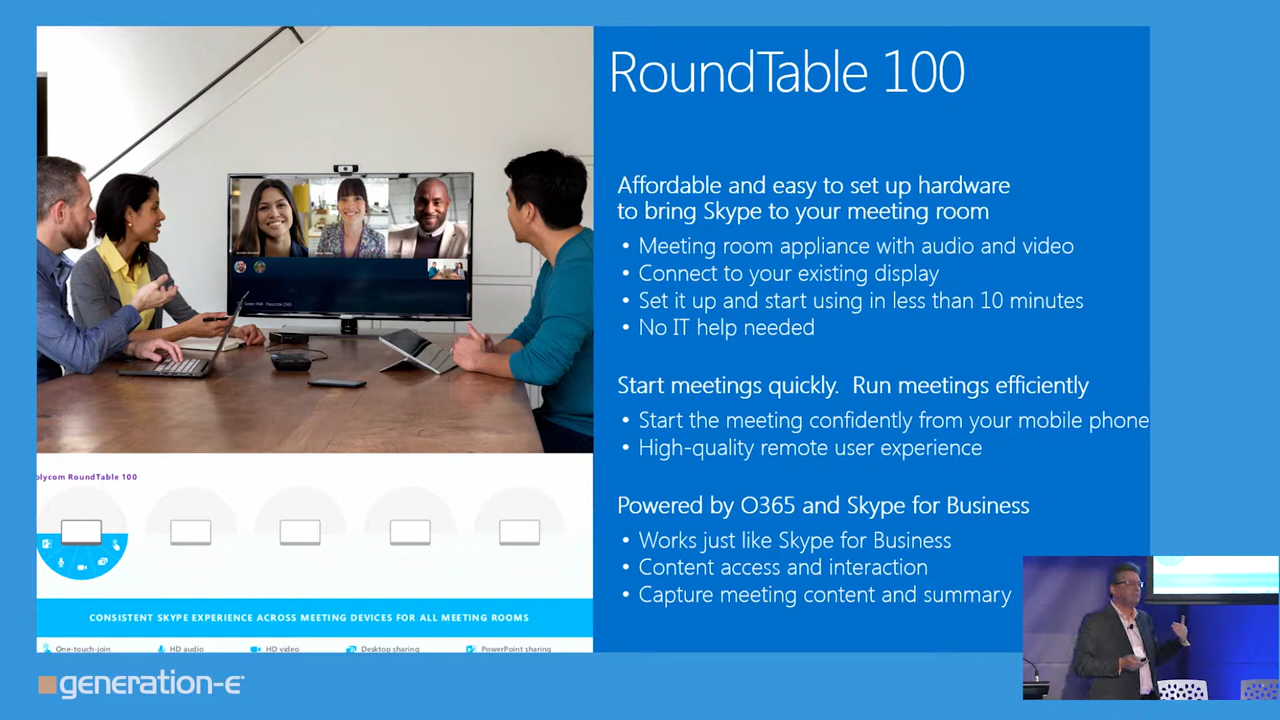 RoundTable 100
Affordable and easy to set up hardware
to bring Skype to your meeting room
• Meeting room appliance with audio and video
• Connect to your existing display
• Set it up and start using in less than 10 minutes
• No IT help needed
Start meetings quickly. Run meetings efficiently
• Start the meeting confidently from your mobile phone
• High-quality remote user experience
Powered by O365 and Skype for Business
• Works just like Skype for Business
• Content access and interaction
• Capture meeting content and summary
olycom RoundTable 100
CONSISTENT SKYPE EXPERIENCE ACROSS MEETING DEVICES FOR ALL MEETING ROOMS
One-touch-join HD audio HD video Desktop sharing PowerPoint sharing
generation-e